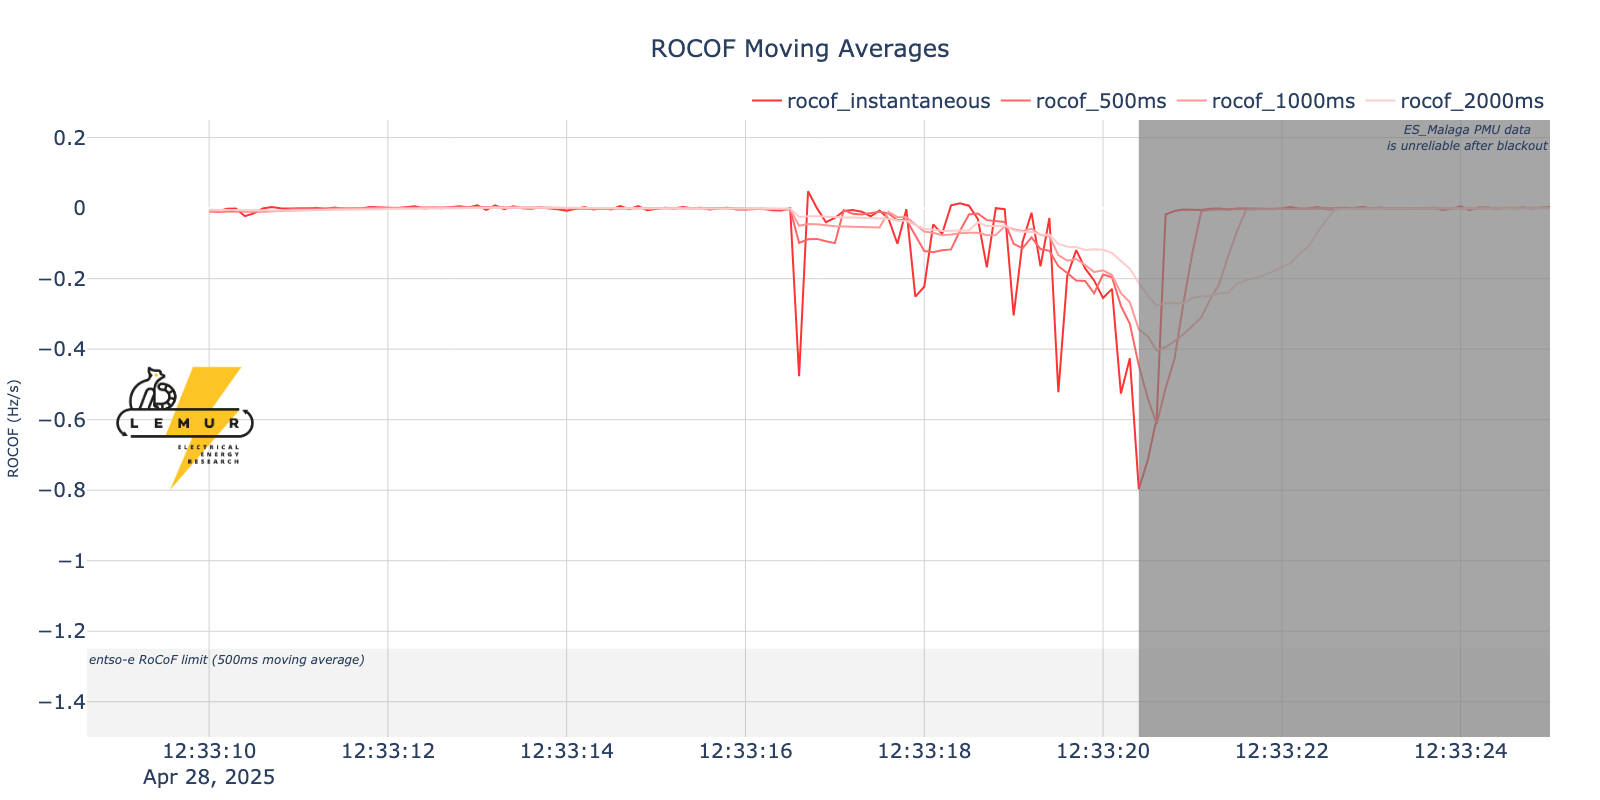 ROCOF Moving Averages
rocof_instantaneous
rocof_500ms
rocof_1000ms
rocof_2000ms
ES_Malaga PMU data
is unreliable after blackout
0.2
0
−0.2
−0.4
−0.6
−0.8
−1
−1.2
−1.4
ROCOF (Hz/s)
LEMUR
ELECTRICAL
ENERGY
RESEARCH
entso-e RoCoF limit (500ms moving average)
12:33:10
12:33:12
12:33:14
12:33:16
12:33:18
12:33:20
12:33:22
12:33:24
Apr 28, 2025